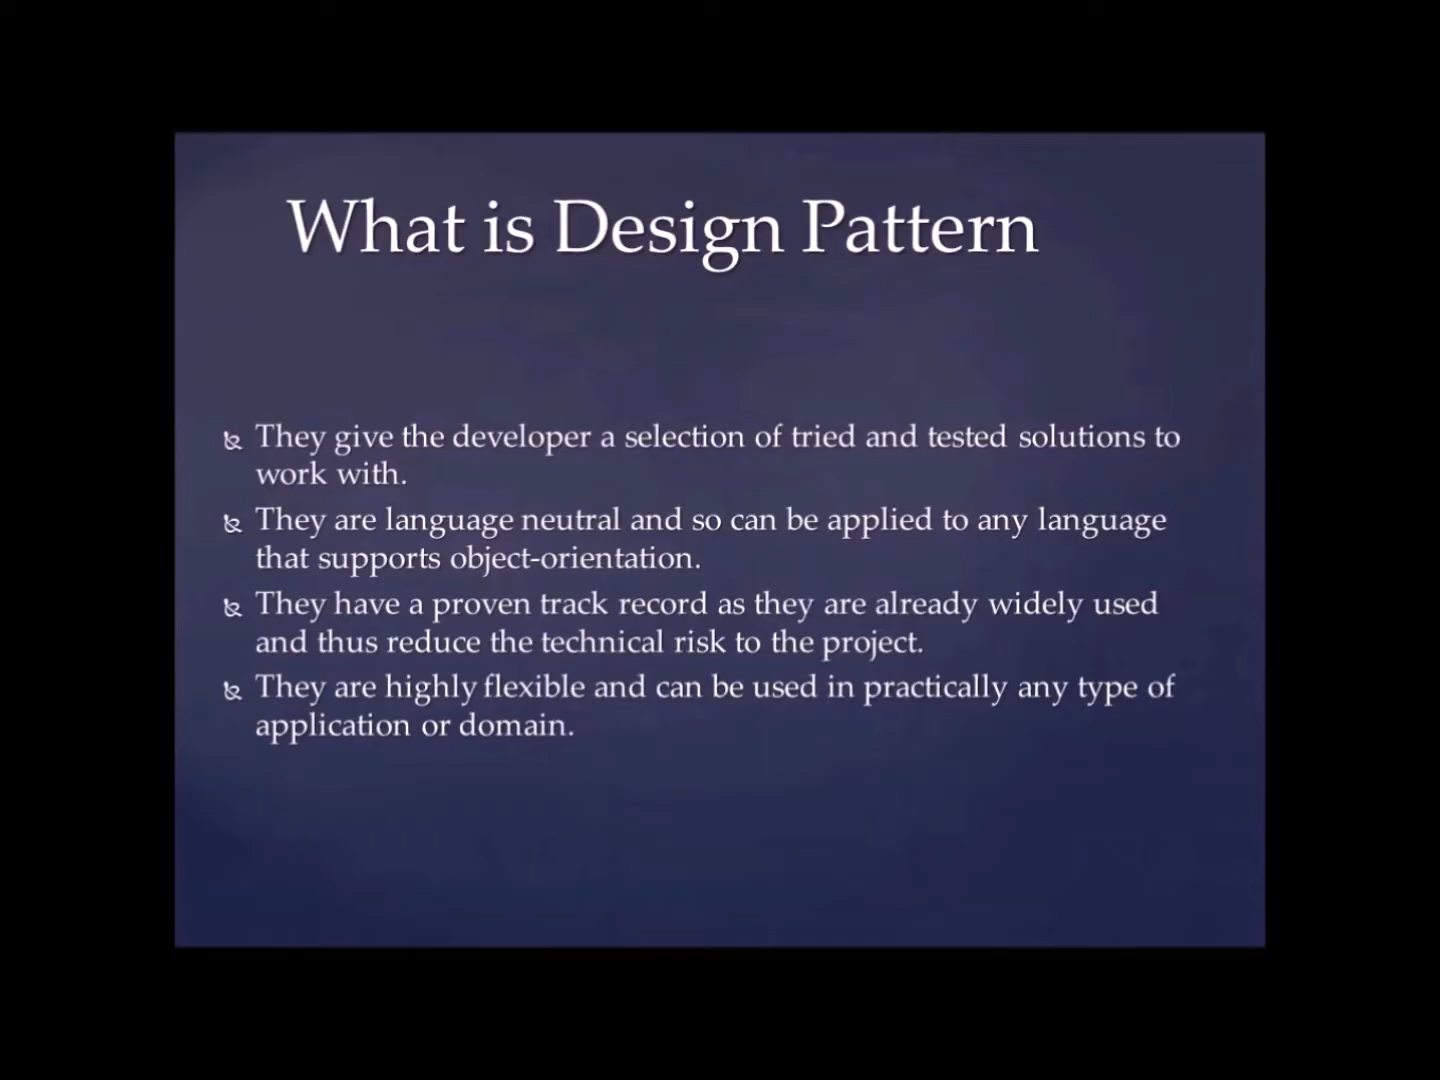 What is Design Pattern
They give the developer a selection of tried and tested solutions to
work with.
They are language neutral and so can be applied to any language
that supports object-orientation.
They have a proven track record as they are already widely used
and thus reduce the technical risk to the project.
They are highly flexible and can be used in practically any type of
application or domain.